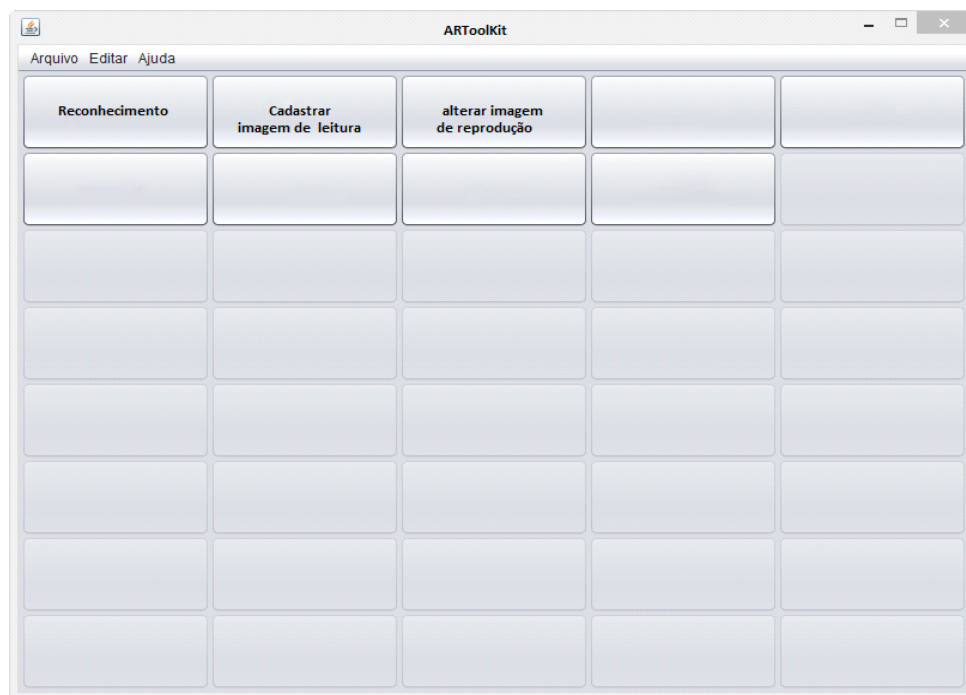 ARToolKit
Arquivo Editar Ajuda
Reconhecimento
Cadastrar
imagem de leitura
alterar imagem
de reprodução